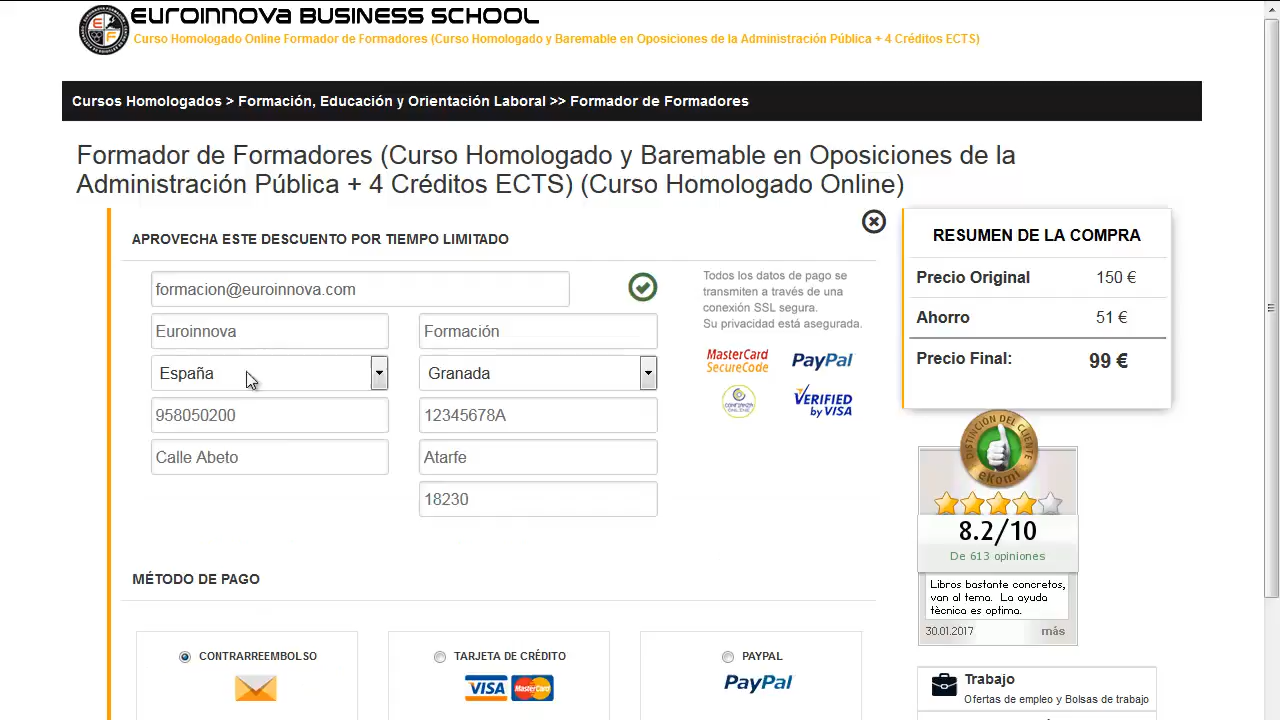 EUROINNOVA BUSINESS SCHOOL
Curso Homologado Online Formador de Formadores (Curso Homologado y Baremable en Oposiciones de la Administración Pública + 4 Créditos ECTS)
Cursos Homologados > Formación, Educación y Orientación Laboral >> Formador de Formadores
Formador de Formadores (Curso Homologado y Baremable en Oposiciones de la
Administración Pública + 4 Créditos ECTS) (Curso Homologado Online)
APROVECHA ESTE DESCUENTO POR TIEMPO LIMITADO
formacion@euroinnova.com
Euroinnova
Formación
España
Granada
958050200
12345678A
Calle Abeto
Atarfe
18230
Todos los datos de pago se
transmiten a través de una
conexión SSL segura.
Su privacidad está asegurada.
MasterCard
SecureCode
PayPal
CONFIANZA
ONLINE
VERIFIED
by VISA
MÉTODO DE PAGO
CONTRARREEMBOLSO
TARJETA DE CRÉDITO
VISA
MasterCard
PAYPAL
PayPal
RESUMEN DE LA COMPRA
Precio Original 150 €
Ahorro 51 €
Precio Final: 99 €
DISTINCIÓN DEL CLIENTE
eKomi
8.2/10
De 613 opiniones
Libros bastante concretos,
van al tema. La ayuda
tècnica es optima.
30.01.2017 más
Trabajo
Ofertas de empleo y Bolsas de trabajo